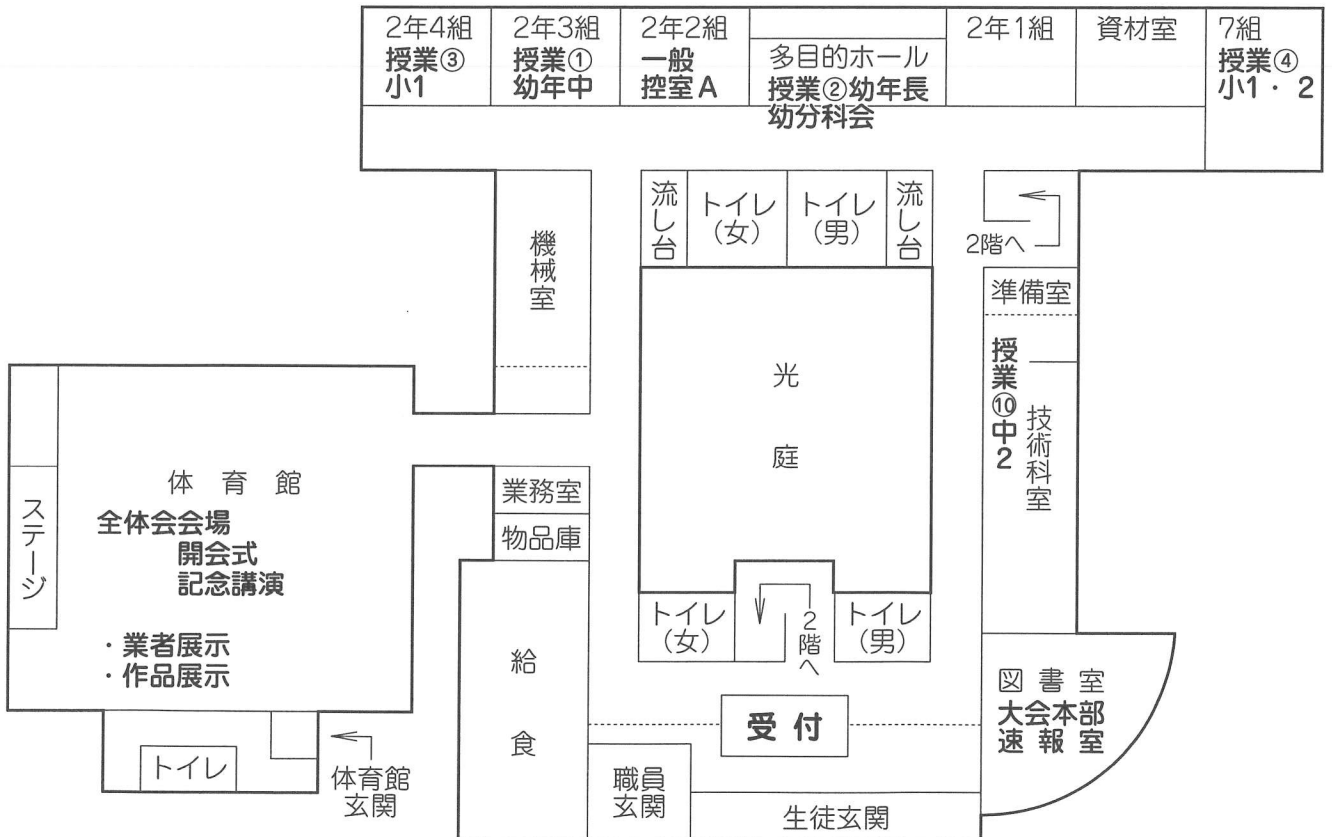 2年4組
授業③
小1
2年3組
授業①
幼年中
2年2組
一般
控室A
多目的ホール
授業②幼年長
幼分科会
2年1組
資材室
7組
授業④
小1・2
流し台
トイレ
(女)
トイレ
(男)
流し台
2階へ
機械室
準備室
授業⑩中2
技術科室
光庭
体育館
全体会会場
開会式
記念講演
・業者展示
・作品展示
ステージ
業務室
物品庫
トイレ
(女)
2階へ
トイレ
(男)
給食
図書室
大会本部
速報室
受付
トイレ
体育館
玄関
職員
玄関
生徒玄関